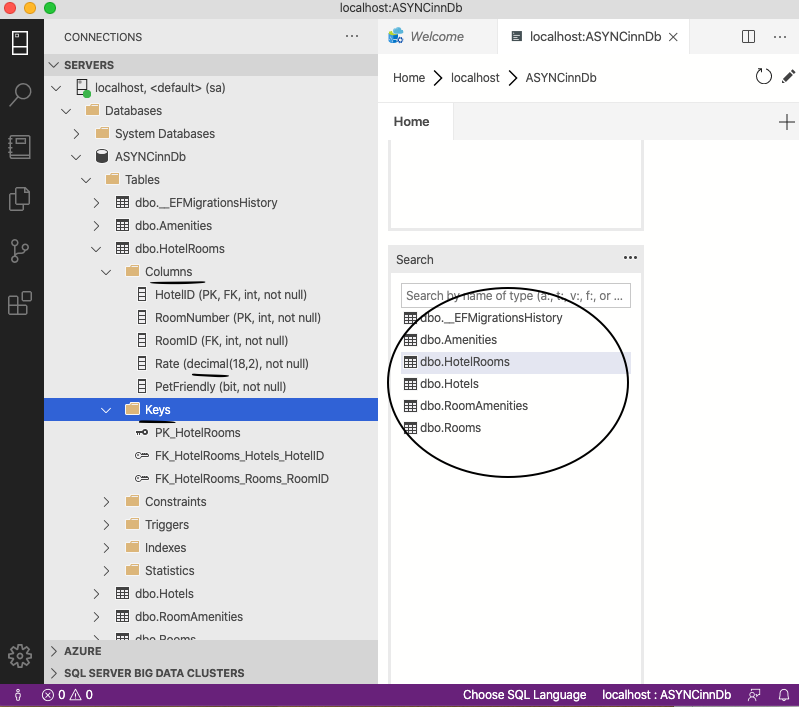 localhost:ASYNCinnDb
CONNECTIONS
SERVERS
localhost, <default> (sa)
Databases
System Databases
ASYNCinnDb
Tables
dbo.__EFMigrationsHistory
dbo.Amenities
dbo.HotelRooms
Columns
HotelID (PK, FK, int, not null)
RoomNumber (PK, int, not null)
RoomID (FK, int, not null)
Rate (decimal(18,2), not null)
PetFriendly (bit, not null)
Keys
PK_HotelRooms
FK_HotelRooms_Hotels_HotelID
FK_HotelRooms_Rooms_RoomID
Constraints
Triggers
Indexes
Statistics
dbo.Hotels
dbo.RoomAmenities
dbo.Rooms
AZURE
SQL SERVER BIG DATA CLUSTERS
Welcome
localhost:ASYNCinnDb
Home localhost ASYNCinnDb
Home
Search
Search by name of type (a:, t:, v:, f:, or ...
dbo.__EFMigrationsHistory
dbo.Amenities
dbo.HotelRooms
dbo.Hotels
dbo.RoomAmenities
dbo.Rooms
0 0 Choose SQL Language localhost : ASYNCinnDb